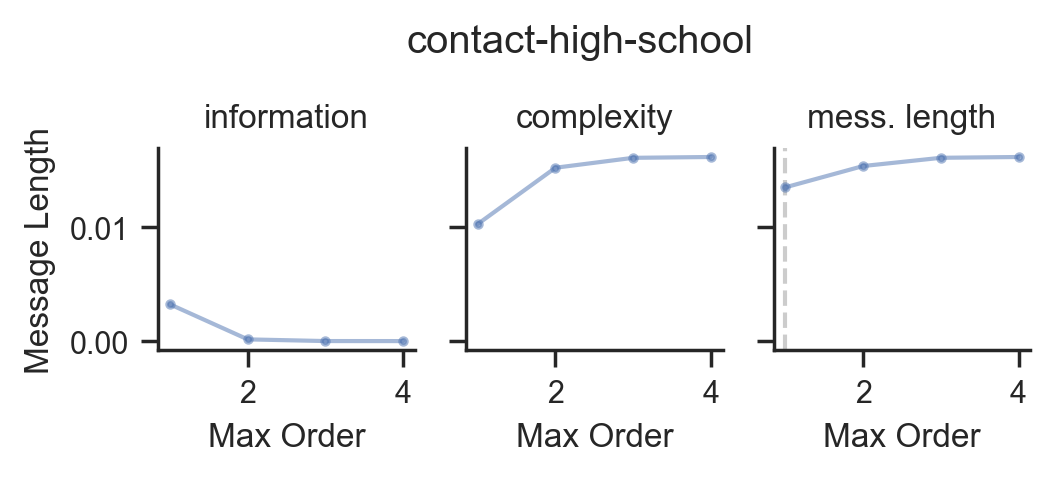 contact-high-school
information
complexity
mess. length
Message Length
0.01
0.00
2
4
2
4
2
4
Max Order
Max Order
Max Order